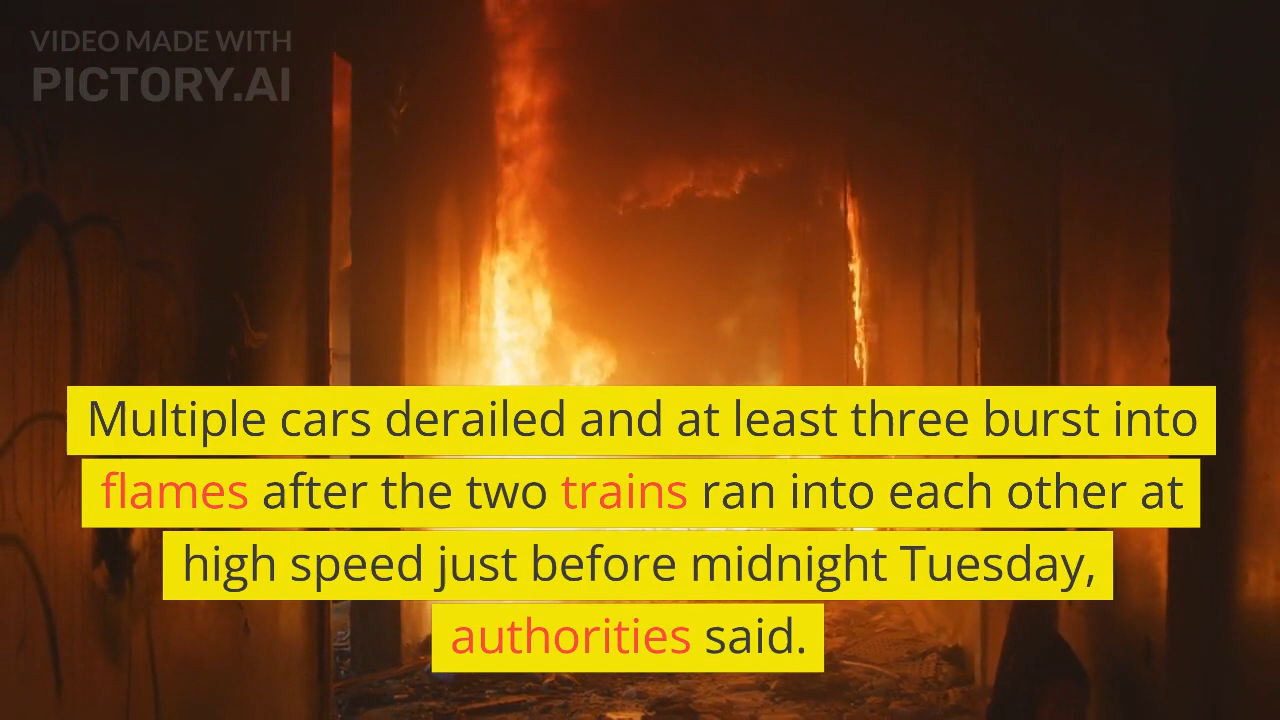 VIDEO MADE WITH
PICTORY.AI
Multiple cars derailed and at least three burst into
flames after the two trains ran into each other at
high speed just before midnight Tuesday,
authorities said.